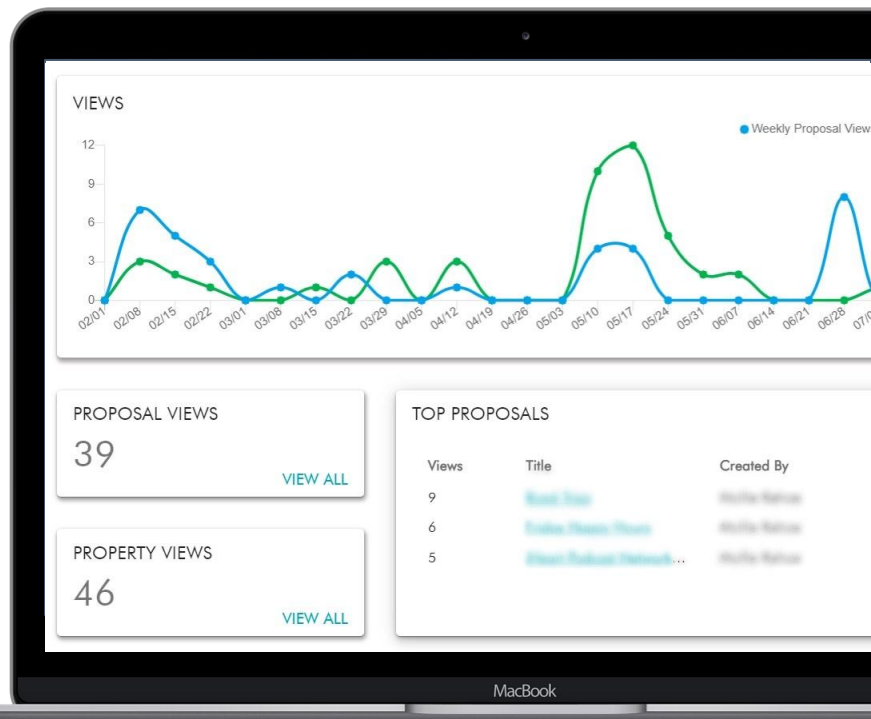 VIEWS
Weekly Proposal View
12
9
6
3
0
02/01 02/08 02/15 02/22 03/01 03/08 03/15 03/22 03/29 04/05 04/12 04/19 04/26 05/03 05/10 05/17 05/24 05/31 06/07 06/14 06/21 06/28
PROPOSAL VIEWS
39
VIEW ALL
PROPERTY VIEWS
46
VIEW ALL
TOP PROPOSALS
Views Title Created By
9
6
5
MacBook